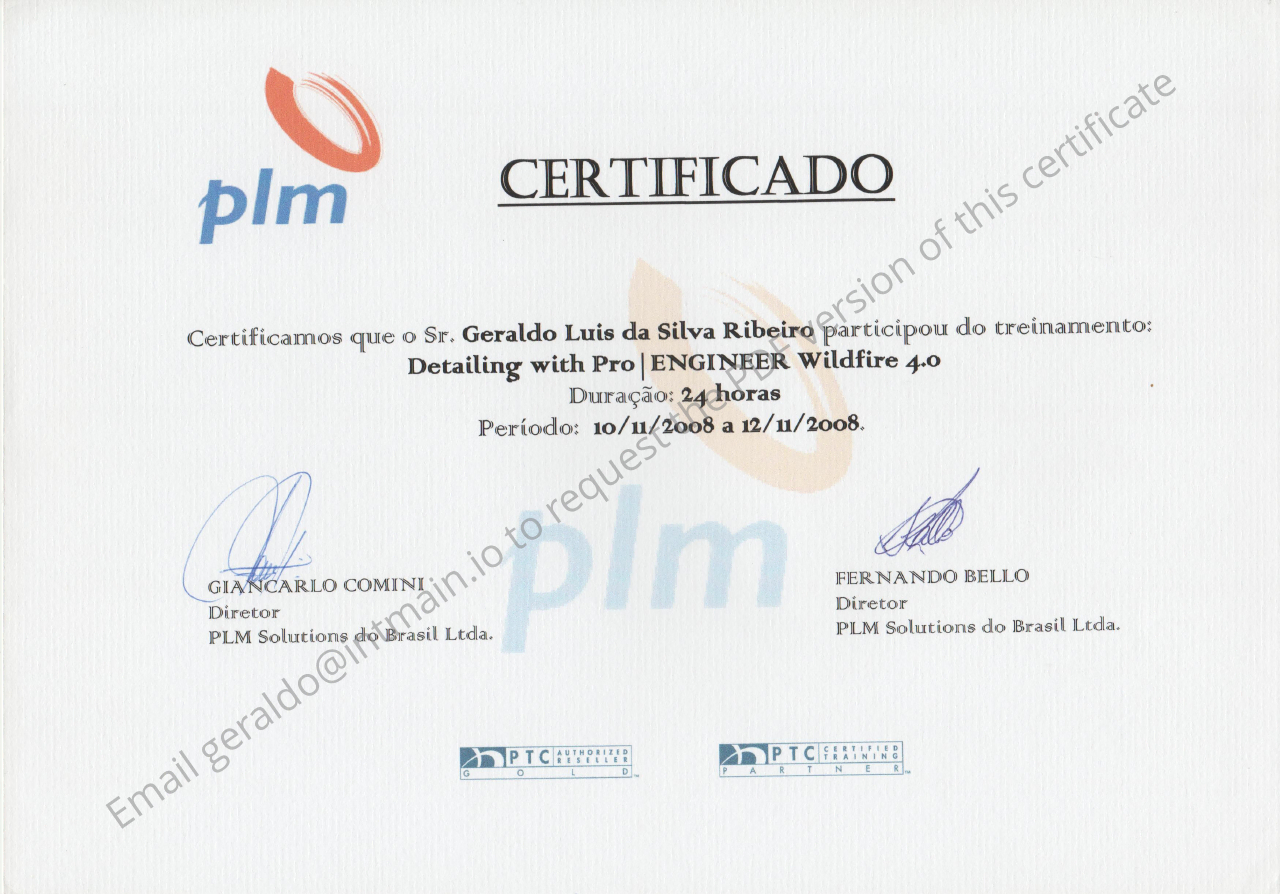 plm
CERTIFICADO
Certificamos que o Sr. Geraldo Luis da Silva Ribeiro participou do treinamento:
Detailing with Pro|ENGINEER Wildfire 4.0
Duração: 24 horas
Período: 10/11/2008 a 12/11/2008.
plm
GIANCARLO COMINI
Diretor
PLM Solutions do Brasil Ltda.
FERNANDO BELLO
Diretor
PLM Solutions do Brasil Ltda.
PTC AUTHORIZED RESELLER
GOLD
PTC CERTIFIED TRAINING
PARTNER
Email geraldo@intmain.io to request the PDF version of this certificate